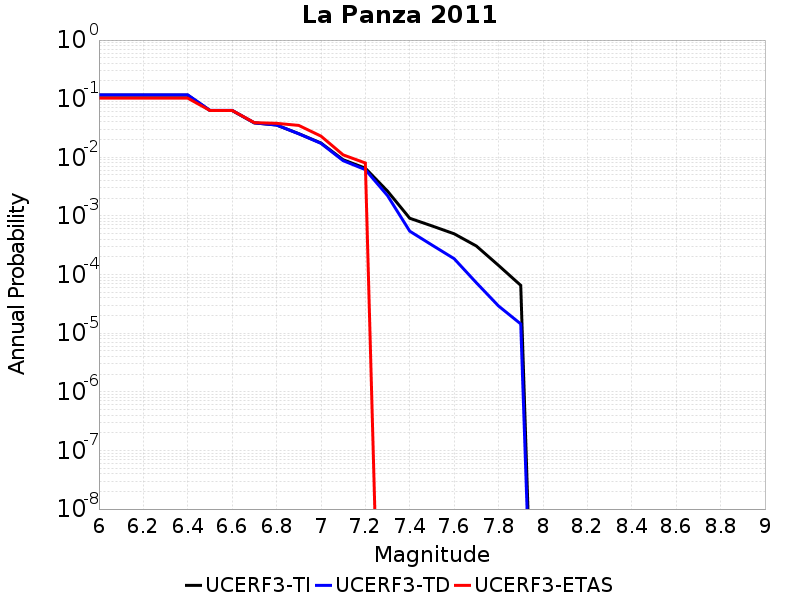 La Panza 2011
10^0
10^-1
10^-2
10^-3
10^-4
10^-5
10^-6
10^-7
10^-8
Annual Probability
6 6.2 6.4 6.6 6.8 7 7.2 7.4 7.6 7.8 8 8.2 8.4 8.6 8.8 9
Magnitude
UCERF3-TI UCERF3-TD UCERF3-ETAS